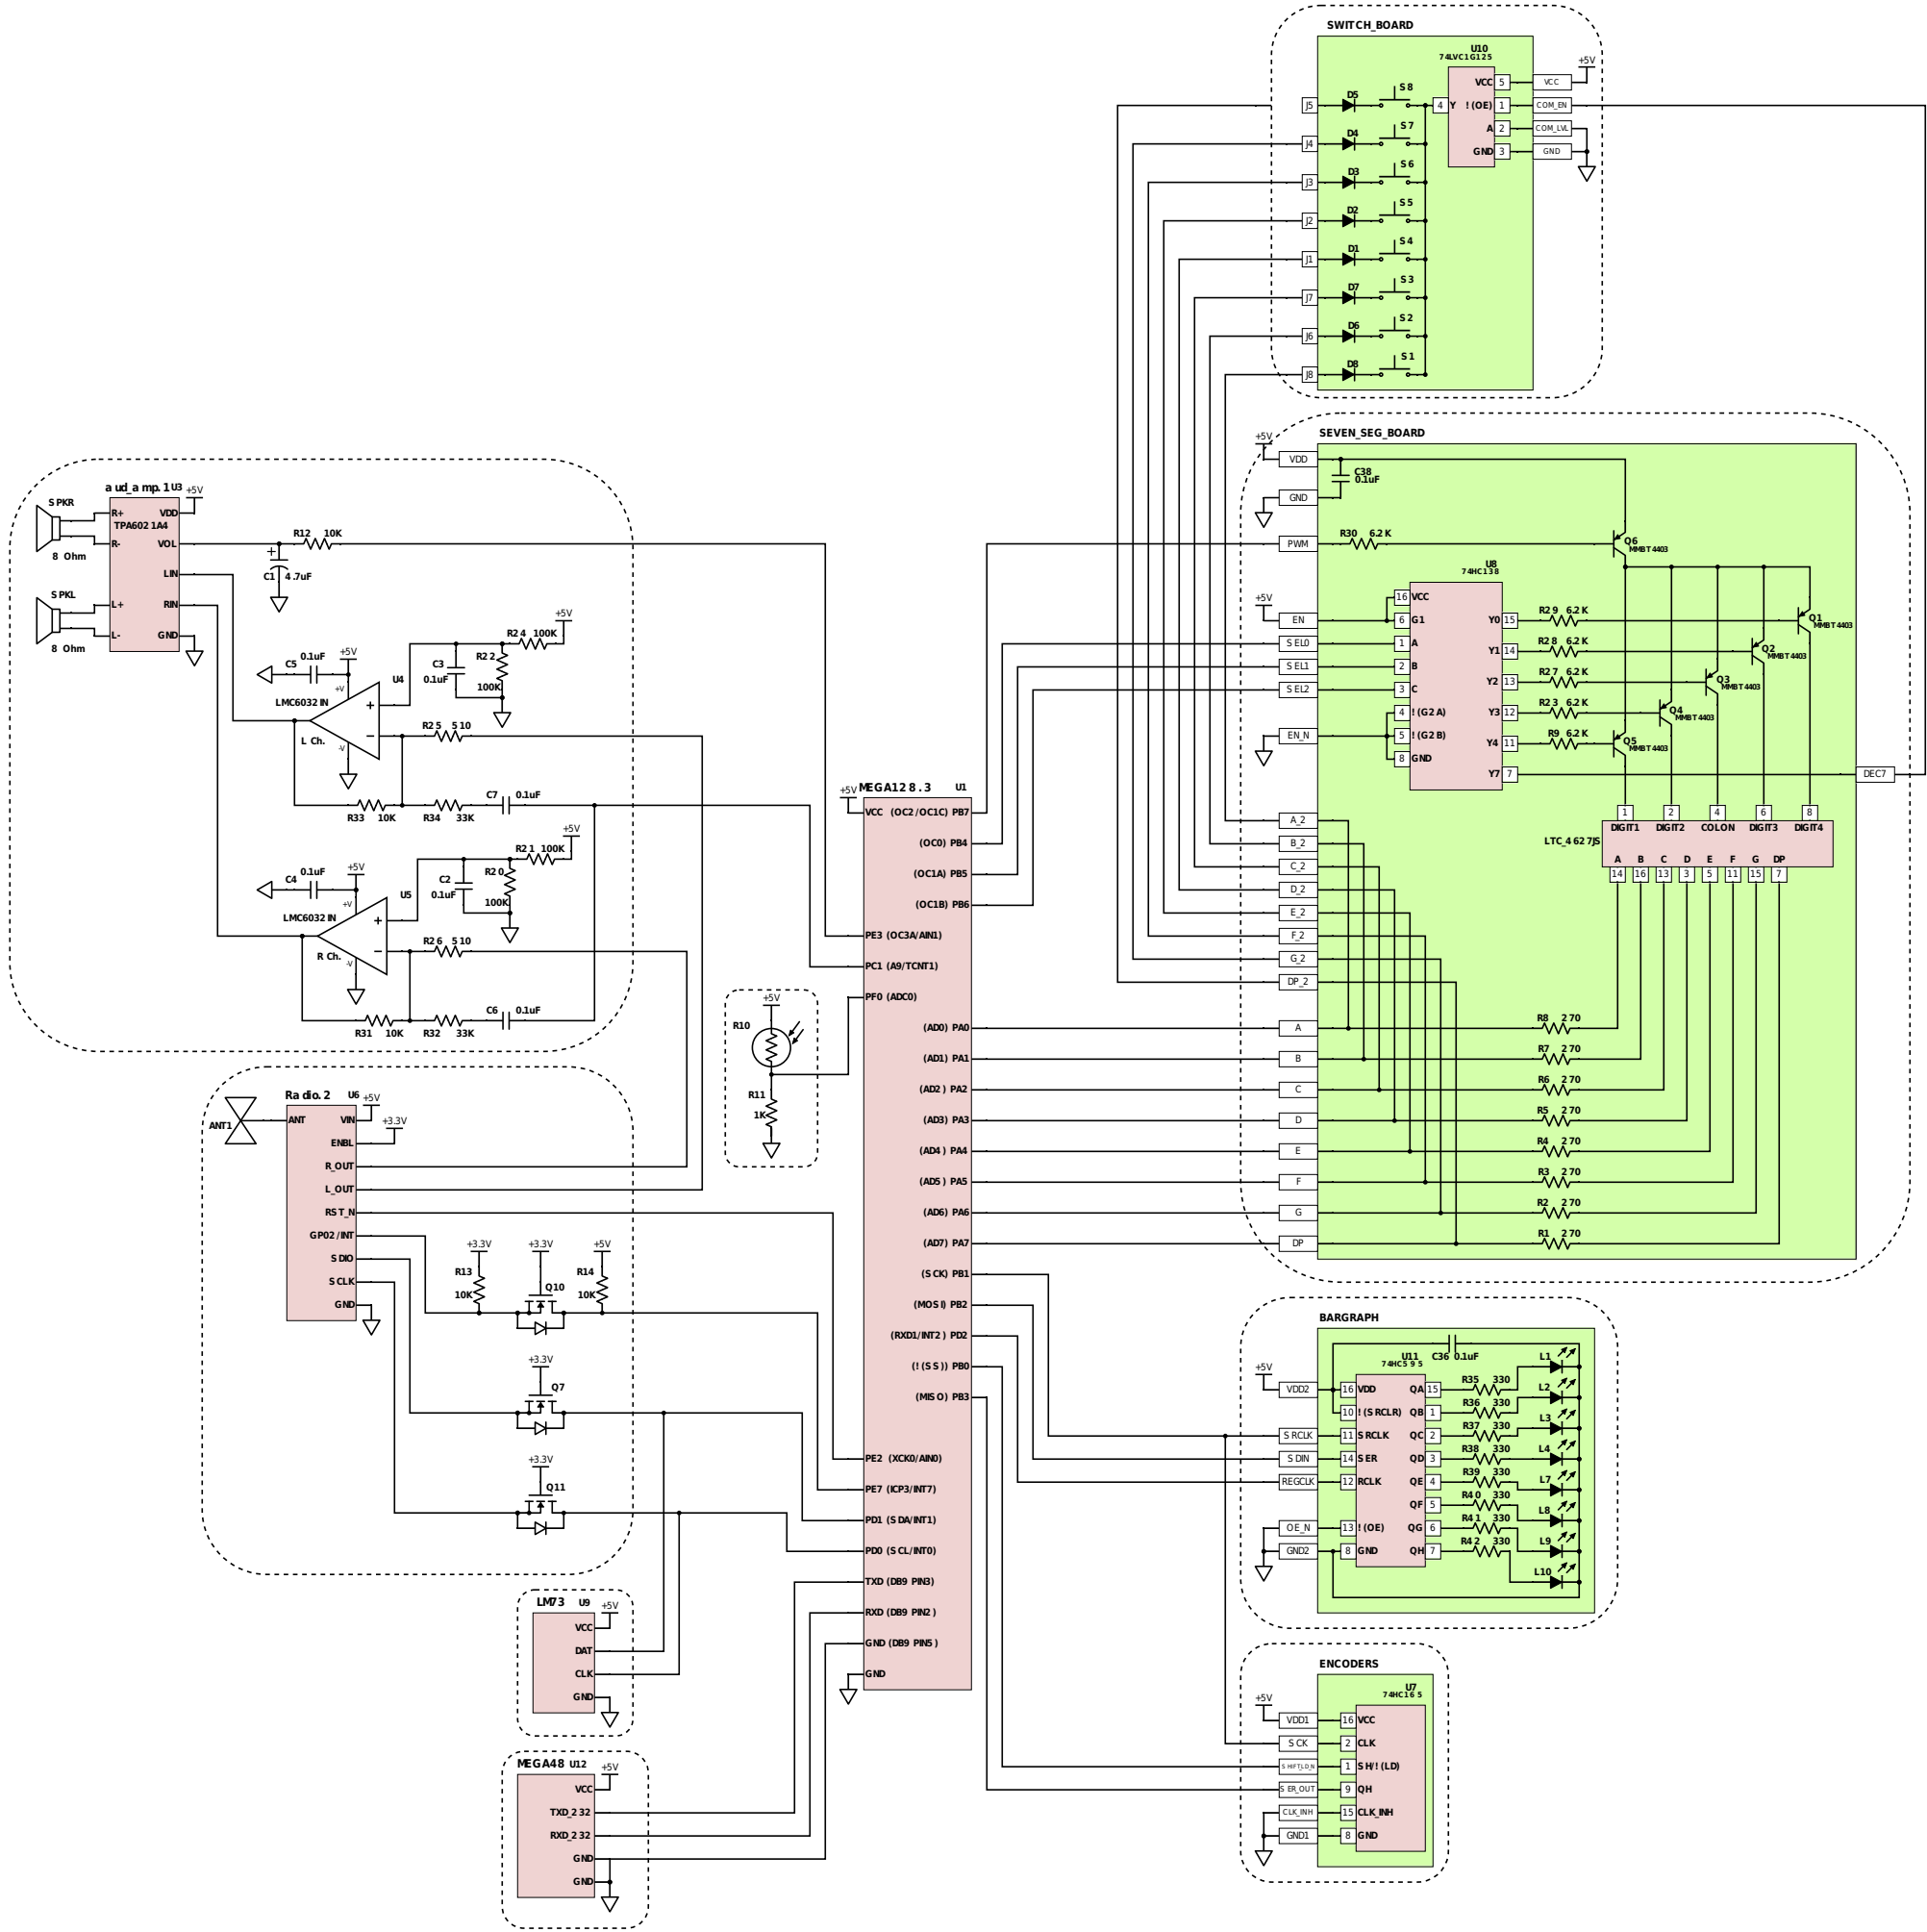 SWITCH_BOARD
U10
74LVC1G125
+5V
VCC 5 VCC
J5 D5 S8 4 Y !(OE) 1 COM_EN
A 2 COM_LVL
J4 D4 S7
GND 3 GND
J3 D3 S6
J2 D2 S5
J1 D1 S4
J7 D7 S3
J6 D6 S2
J8 D8 S1
SEVEN_SEG_BOARD
+5V
VDD
C38
0.1uF
GND
PWM R30 6.2K
Q6
MMBT4403
U8
74HC138
+5V
16 VCC
EN 6 G1 Y0 15 R29 6.2K Q1 MMBT4403
SEL0 1 A
Y1 14 R28 6.2K Q2 MMBT4403
SEL1 2 B
Y2 13 R27 6.2K Q3 MMBT4403
SEL2 3 C
4 !(G2A) Y3 12 R23 6.2K Q4 MMBT4403
EN_N 5 !(G2B) Y4 11 R9 6.2K Q5 MMBT4403
8 GND
Y7 7 DEC7
1 2 4 6 8
DIGIT1 DIGIT2 COLON DIGIT3 DIGIT4
LTC_4627JS
A B C D E F G DP
14 16 13 3 5 11 15 7
A_2
B_2
C_2
D_2
E_2
F_2
G_2
DP_2
A R8 270
B R7 270
C R6 270
D R5 270
E R4 270
F R3 270
G R2 270
DP R1 270
aud_amp.1 U3
+5V
SPKR
R+ VDD
TPA6021A4
R- VOL
8 Ohm
R12 10K
+
C1 4.7uF
LIN
SPKL
L+ RIN
L- GND
8 Ohm
+5V
R24 100K
C5 0.1uF
+5V
C3
0.1uF
R22
100K
+V
U4
LMC6032IN
+
-
L Ch.
-V
R25 510
R33 10K
R34 33K
C7 0.1uF
+5V
R21 100K
C4 0.1uF
+5V
C2
0.1uF
R20
100K
+V
U5
LMC6032IN
+
-
R Ch.
-V
R26 510
R31 10K
R32 33K
C6 0.1uF
MEGA128.3 U1
+5V
VCC (OC2/OC1C) PB7
(OC0) PB4
(OC1A) PB5
(OC1B) PB6
PE3 (OC3A/AIN1)
PC1 (A9/TCNT1)
PF0 (ADC0)
(AD0) PA0
(AD1) PA1
(AD2) PA2
(AD3) PA3
(AD4) PA4
(AD5) PA5
(AD6) PA6
(AD7) PA7
(SCK) PB1
(MOSI) PB2
(RXD1/INT2) PD2
(!(SS)) PB0
(MISO) PB3
PE2 (XCK0/AIN0)
PE7 (ICP3/INT7)
PD1 (SDA/INT1)
PD0 (SCL/INT0)
TXD (DB9 PIN3)
RXD (DB9 PIN2)
GND (DB9 PIN5)
GND
+5V
R10
R11
1K
Radio.2 U6
+5V
ANT1
ANT VIN
+3.3V
ENBL
R_OUT
L_OUT
RST_N
GP02/INT
SDIO
SCLK
GND
+3.3V +3.3V +5V
R13
10K
Q10
R14
10K
+3.3V
Q7
+3.3V
Q11
LM73 U9
+5V
VCC
DAT
CLK
GND
MEGA48 U12
+5V
VCC
TXD_232
RXD_232
GND
GND
BARGRAPH
C36 0.1uF
U11
74HC595
+5V
VDD2 16 VDD QA 15 R35 330 L1
10 !(SRCLR) QB 1 R36 330 L2
SRCLK 11 SRCLK QC 2 R37 330 L3
SDIN 14 SER QD 3 R38 330 L4
REGCLK 12 RCLK QE 4 R39 330 L7
QF 5 R40 330 L8
OE_N 13 !(OE) QG 6 R41 330 L9
GND2 8 GND QH 7 R42 330 L10
ENCODERS
U7
74HC165
+5V
VDD1 16 VCC
SCK 2 CLK
SHIFT_LD_N 1 SH/!(LD)
SER_OUT 9 QH
CLK_INH 15 CLK_INH
GND1 8 GND